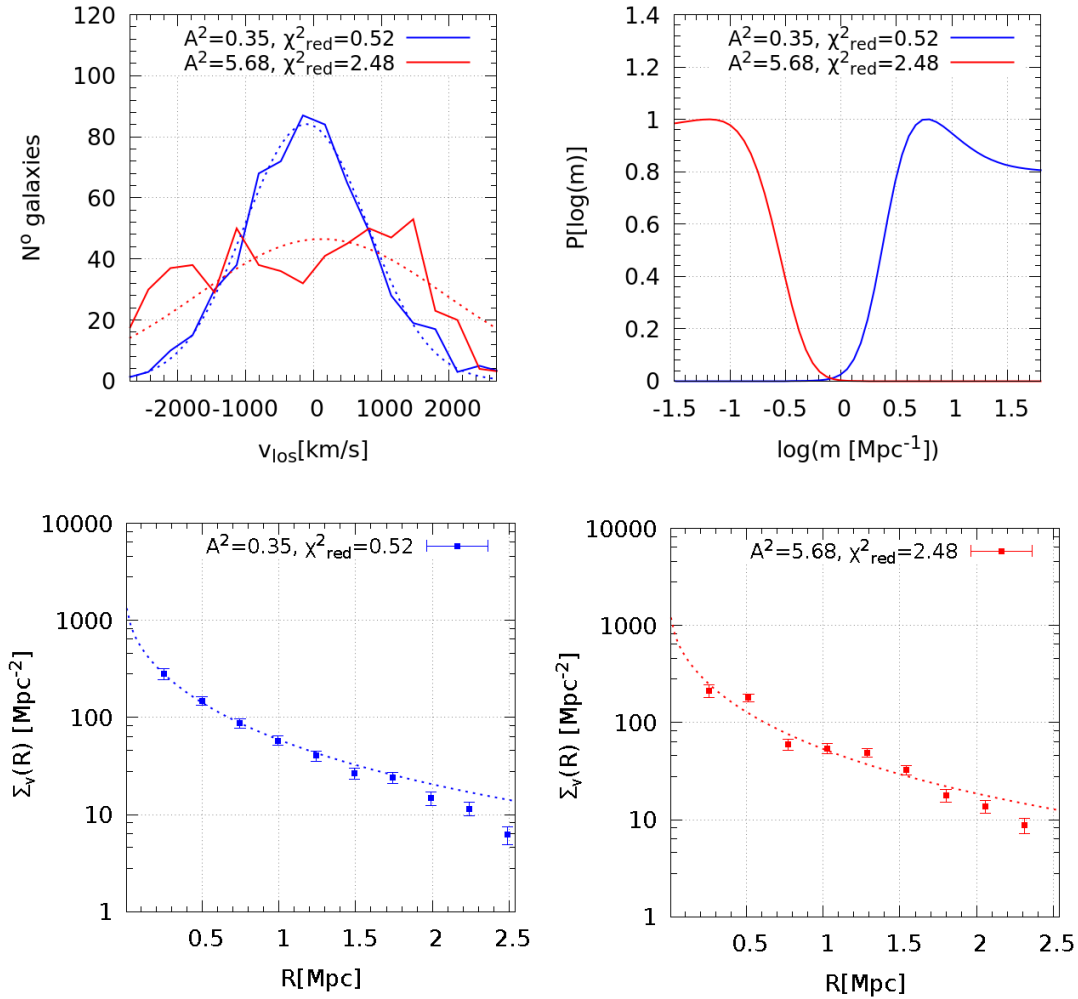 120
100
80
60
40
20
0
Nº galaxies
A²=0.35, χ²red=0.52
A²=5.68, χ²red=2.48
-2000 -1000 0 1000 2000
vlos[km/s]
1.4
1.2
1
0.8
0.6
0.4
0.2
0
P[log(m)]
A²=0.35, χ²red=0.52
A²=5.68, χ²red=2.48
-1.5 -1 -0.5 0 0.5 1 1.5
log(m [Mpc⁻¹])
10000
1000
100
10
1
Σv(R) [Mpc⁻²]
A²=0.35, χ²red=0.52
0.5 1 1.5 2 2.5
R[Mpc]
10000
1000
100
10
1
Σv(R) [Mpc⁻²]
A²=5.68, χ²red=2.48
0.5 1 1.5 2 2.5
R[Mpc]